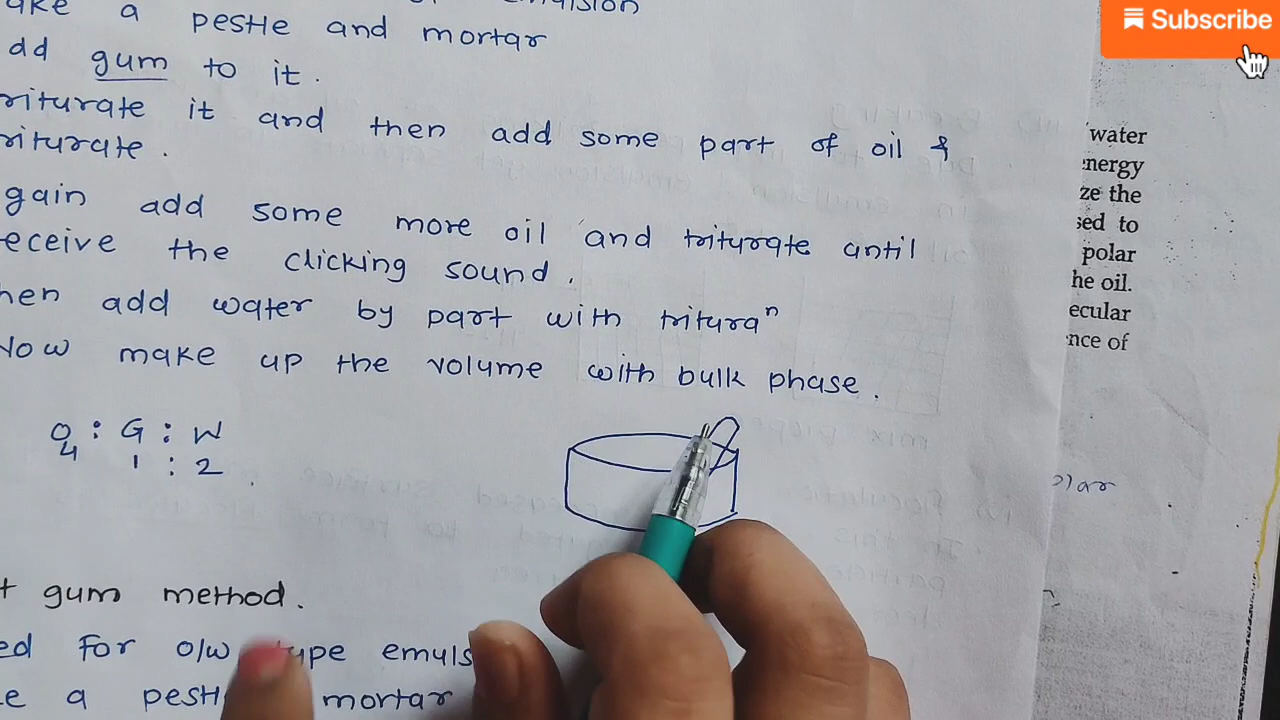 ake a pestle and mortar
dd gum to it.
riturate it and then add some part of oil &
riturate.
gain add some more oil and triturate until
eceive the clicking sound.
hen add water by part with trituraⁿ
Now make up the volume with bulk phase.
O : G : W
4 1 : 2
t gum method.
ed for o/w type emuls
e a pestl mortar
Subscribe
water
energy
ze the
sed to
polar
he oil.
ecular
nce of
olar